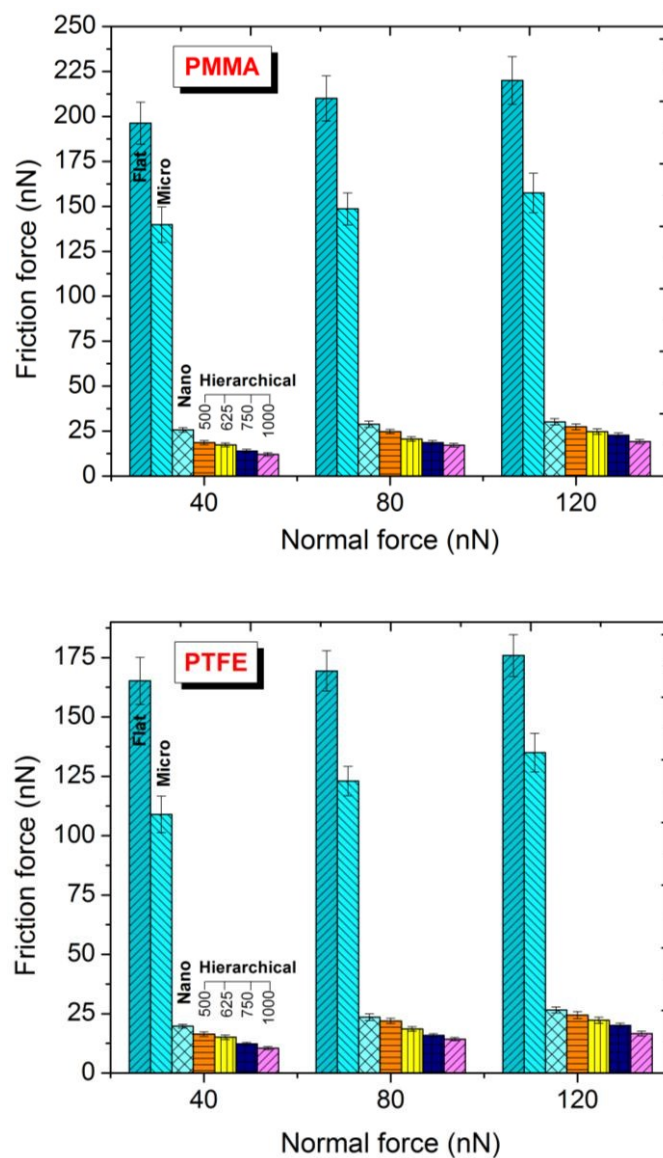 250
225
200
175
150
125
100
75
50
25
0
Friction force (nN)
PMMA
Flat
Micro
Nano
Hierarchical
500
625
750
1000
40 80 120
Normal force (nN)
175
150
125
100
75
50
25
0
Friction force (nN)
PTFE
Flat
Micro
Nano
Hierarchical
500
625
750
1000
40 80 120
Normal force (nN)